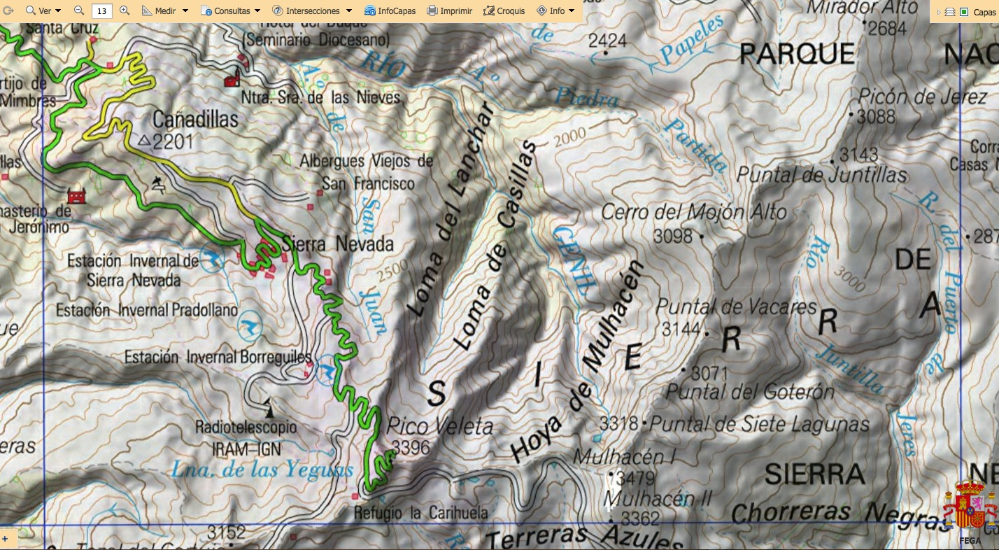 Ver
13
Medir
Consultas
Intersecciones
InfoCapas
Imprimir
Croquis
Info
Capas
Santa Cruz
(Seminario Diocesano)
RÍO
de
2424
Papeles
Mirador Alto
2684
PARQUE
NAC
rtijo de
Mimbres
Ntra. Sra. de las Nieves
A.º
de
San
Juan
A.º
Piedra
Partida
Picón de Jerez
3088
Cañadillas
2201
2000
Loma del Lanchar
Loma de Casillas
3143
Puntal de Juntillas
Corra
Casas
llas
Albergues Viejos de
San Francisco
nasterio de
Jerónimo
Cerro del Mojón Alto
3098
GENIL
R.
del
Puerto
de
Jeres
Río
Juntilla
287
Sierra Nevada
Estación Invernal de
Sierra Nevada
2500
3000
DE
Estación Invernal Pradollano
Hoya de Mulhacén
Puntal de Vacares
3144
S I E R R A
ue
Estación Invernal Borreguiles
3071
Puntal del Goterón
Radiotelescopio
IRAM-IGN
Pico Veleta
3396
3318
Puntal de Siete Lagunas
eras
Lna. de las Yeguas
Mulhacén I
3479
SIERRA
NE
Mulhacén II
3362
Refugio la Carihuela
Chorreras Negras
3152
Terreras Azules
FEGA
+